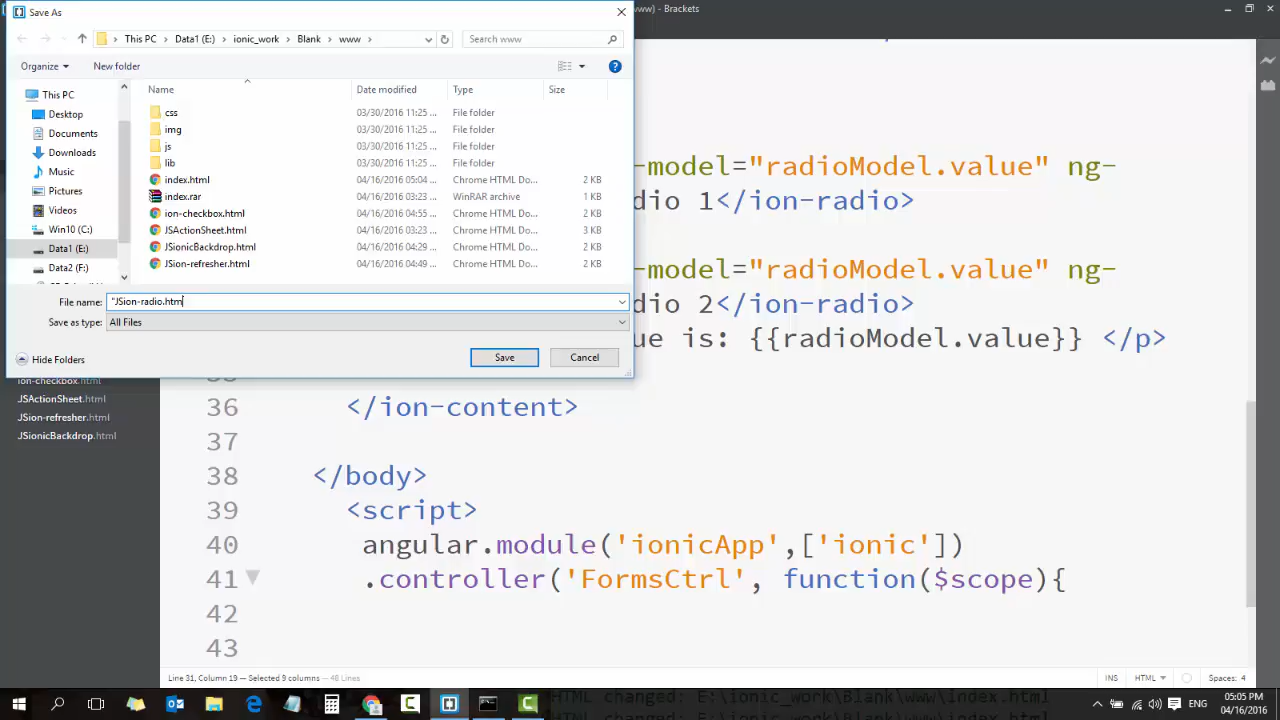 Save As
www) - Brackets
This PC > Data1 (E:) > ionic_work > Blank > www >
Search www
Organize
New folder
Name
Date modified
Type
Size
This PC
Desktop
Documents
Downloads
Music
Pictures
Videos
Win10 (C:)
Data1 (E:)
Data2 (F:)
css 03/30/2016 11:25 ... File folder
img 03/30/2016 11:25 ... File folder
js 03/30/2016 11:25 ... File folder
lib 03/30/2016 11:25 ... File folder
index.html 04/16/2016 05:04 ... Chrome HTML Do... 2 KB
index.rar 04/16/2016 03:23 ... WinRAR archive 1 KB
ion-checkbox.html 04/16/2016 04:55 ... Chrome HTML Do... 2 KB
JSActionSheet.html 04/16/2016 03:23 ... Chrome HTML Do... 3 KB
JSionicBackdrop.html 04/16/2016 04:29 ... Chrome HTML Do... 2 KB
JSion-refresher.html 04/16/2016 04:49 ... Chrome HTML Do... 2 KB
File name: "JSion-radio.htm
Save as type: All Files
Hide Folders
Save
Cancel
-model="radioModel.value" ng-
dio 1</ion-radio>
-model="radioModel.value" ng-
dio 2</ion-radio>
ue is: {{radioModel.value}} </p>
ion-checkbox.html
JSActionSheet.html
JSion-refresher.html
JSionicBackdrop.html
36 </ion-content>
37
38 </body>
39 <script>
40 angular.module('ionicApp',['ionic'])
41 .controller('FormsCtrl', function($scope){
42
43
Line 31, Column 19 — Selected 9 columns — 48 Lines
INS
HTML
Spaces: 4
HTML changed: E:\ionic_work\Blank\www\index.html
05:05 PM
04/16/2016